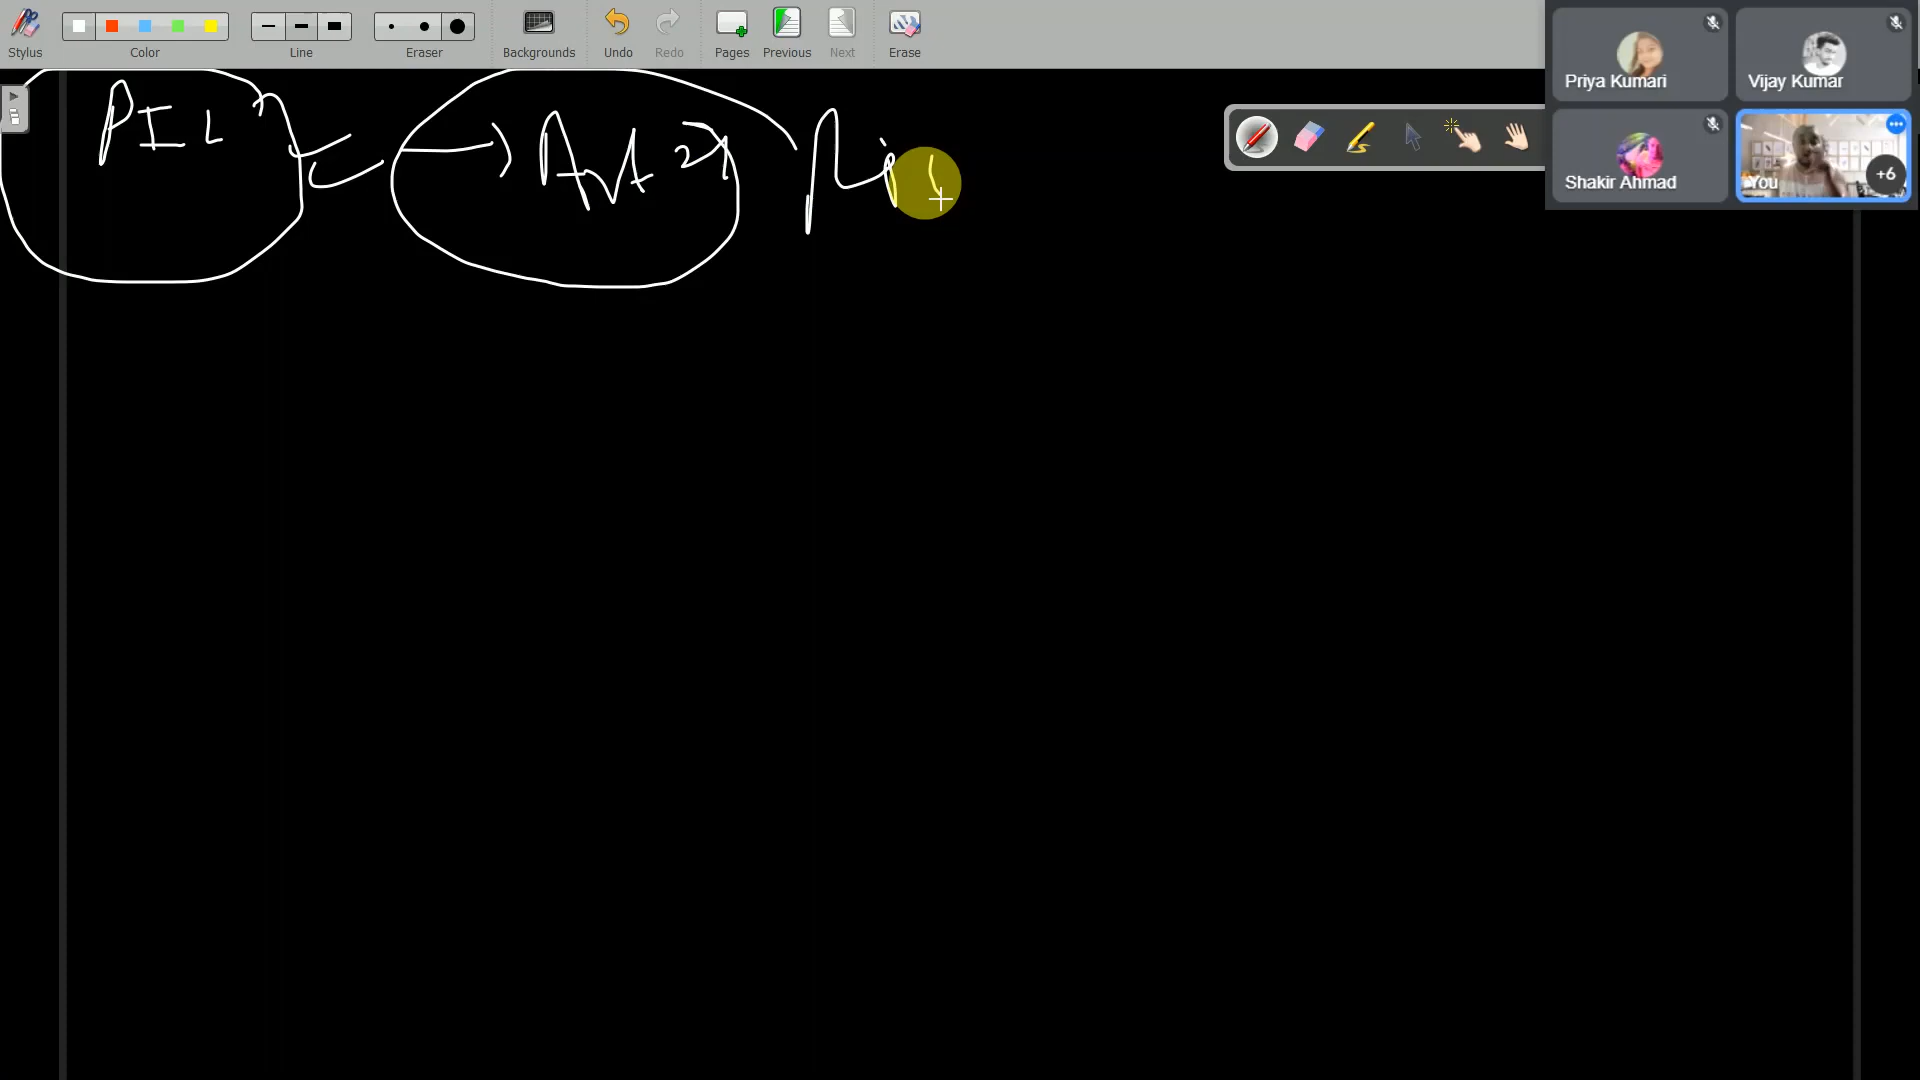 Stylus
Color
Line
Eraser
Backgrounds
Undo
Redo
Pages
Previous
Next
Erase
Priya Kumari
Vijay Kumar
Shakir Ahmad
You
+6
PIL → Art 21